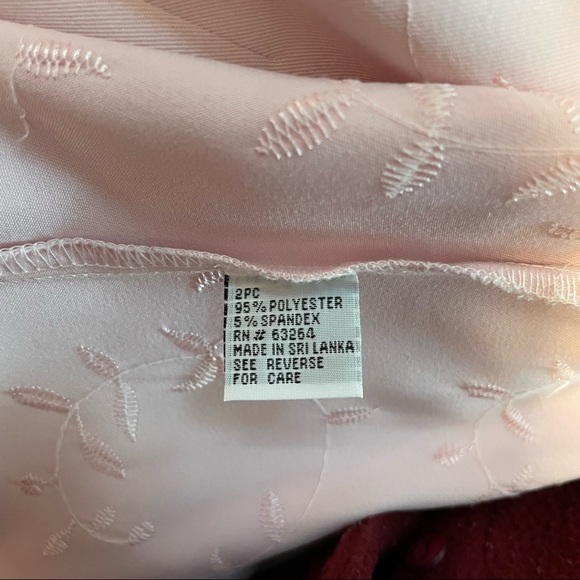 2PC
95% POLYESTER
5% SPANDEX
RN # 63264
MADE IN SRI LANKA
SEE REVERSE
FOR CARE